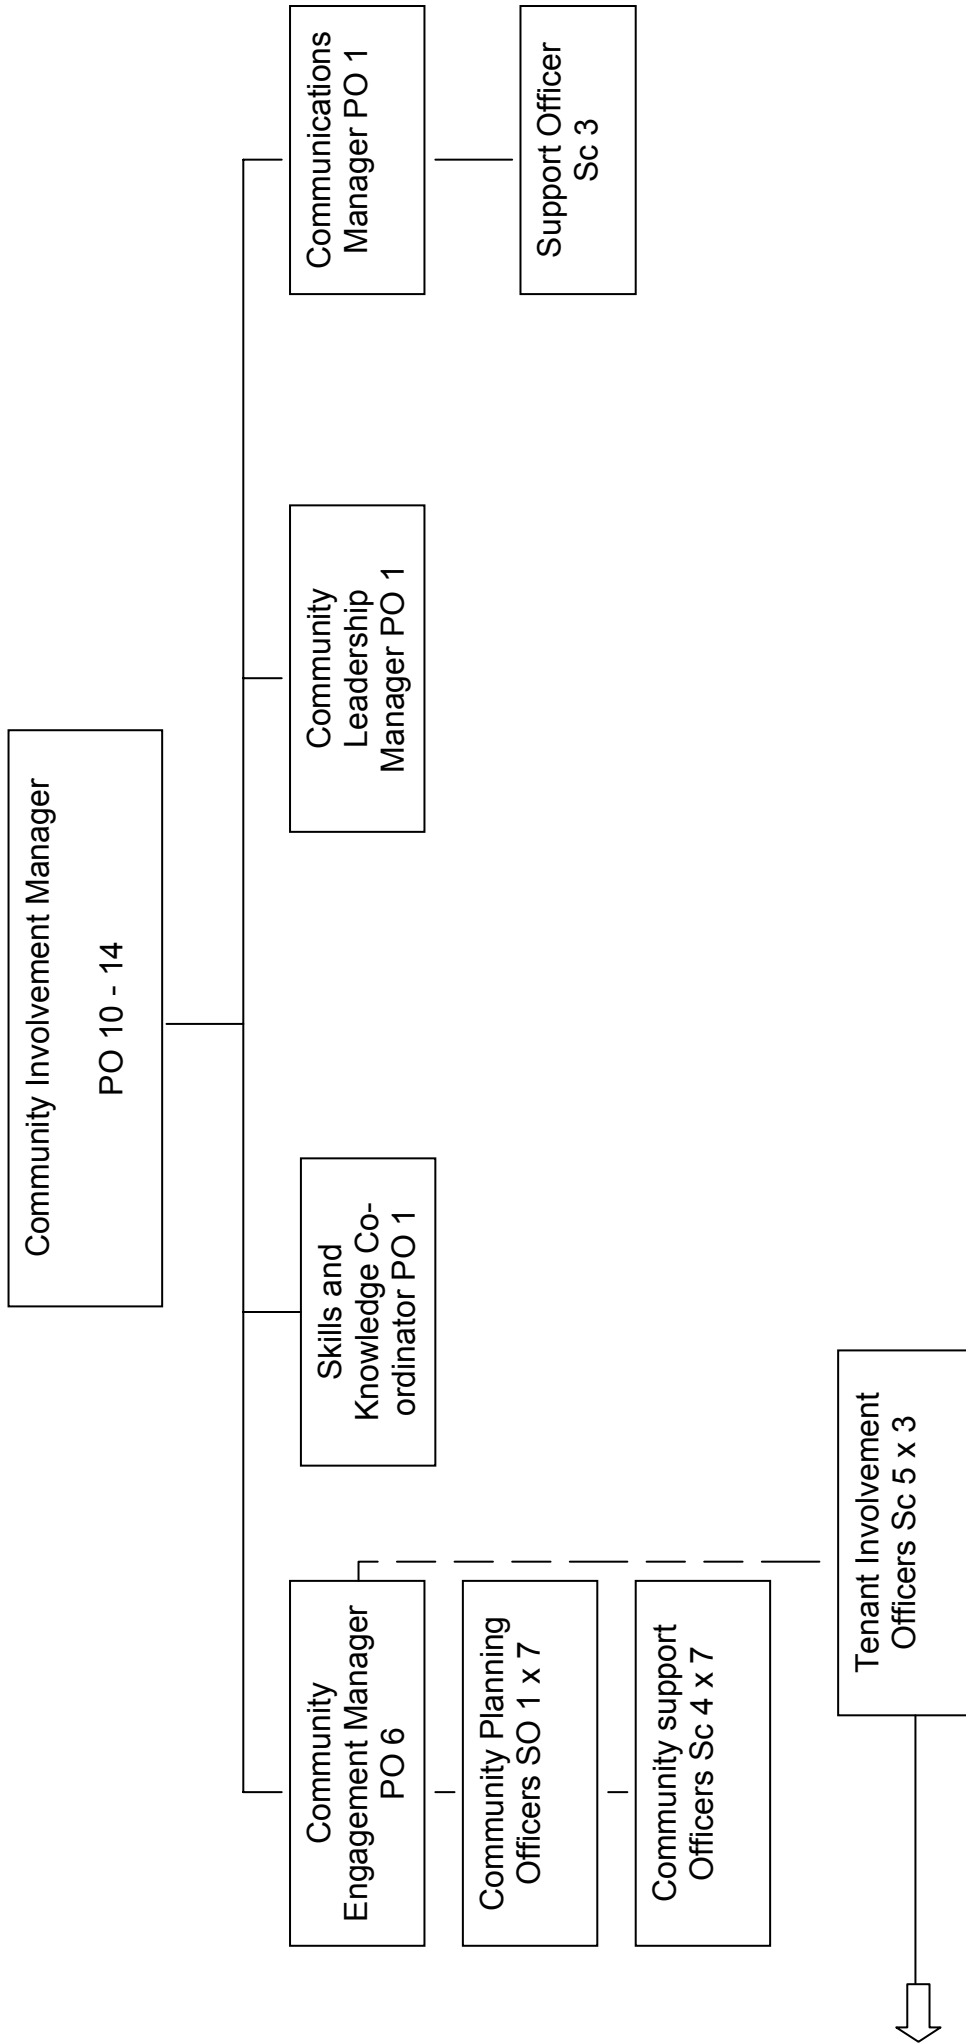 Community Involvement Manager
PO 10 - 14
Community
Engagement Manager
PO 6
Skills and
Knowledge Co-
ordinator PO 1
Community
Leadership
Manager PO 1
Communications
Manager PO 1
Community Planning
Officers SO 1 x 7
Support Officer
Sc 3
Community support
Officers Sc 4 x 7
Tenant Involvement
Officers Sc 5 x 3